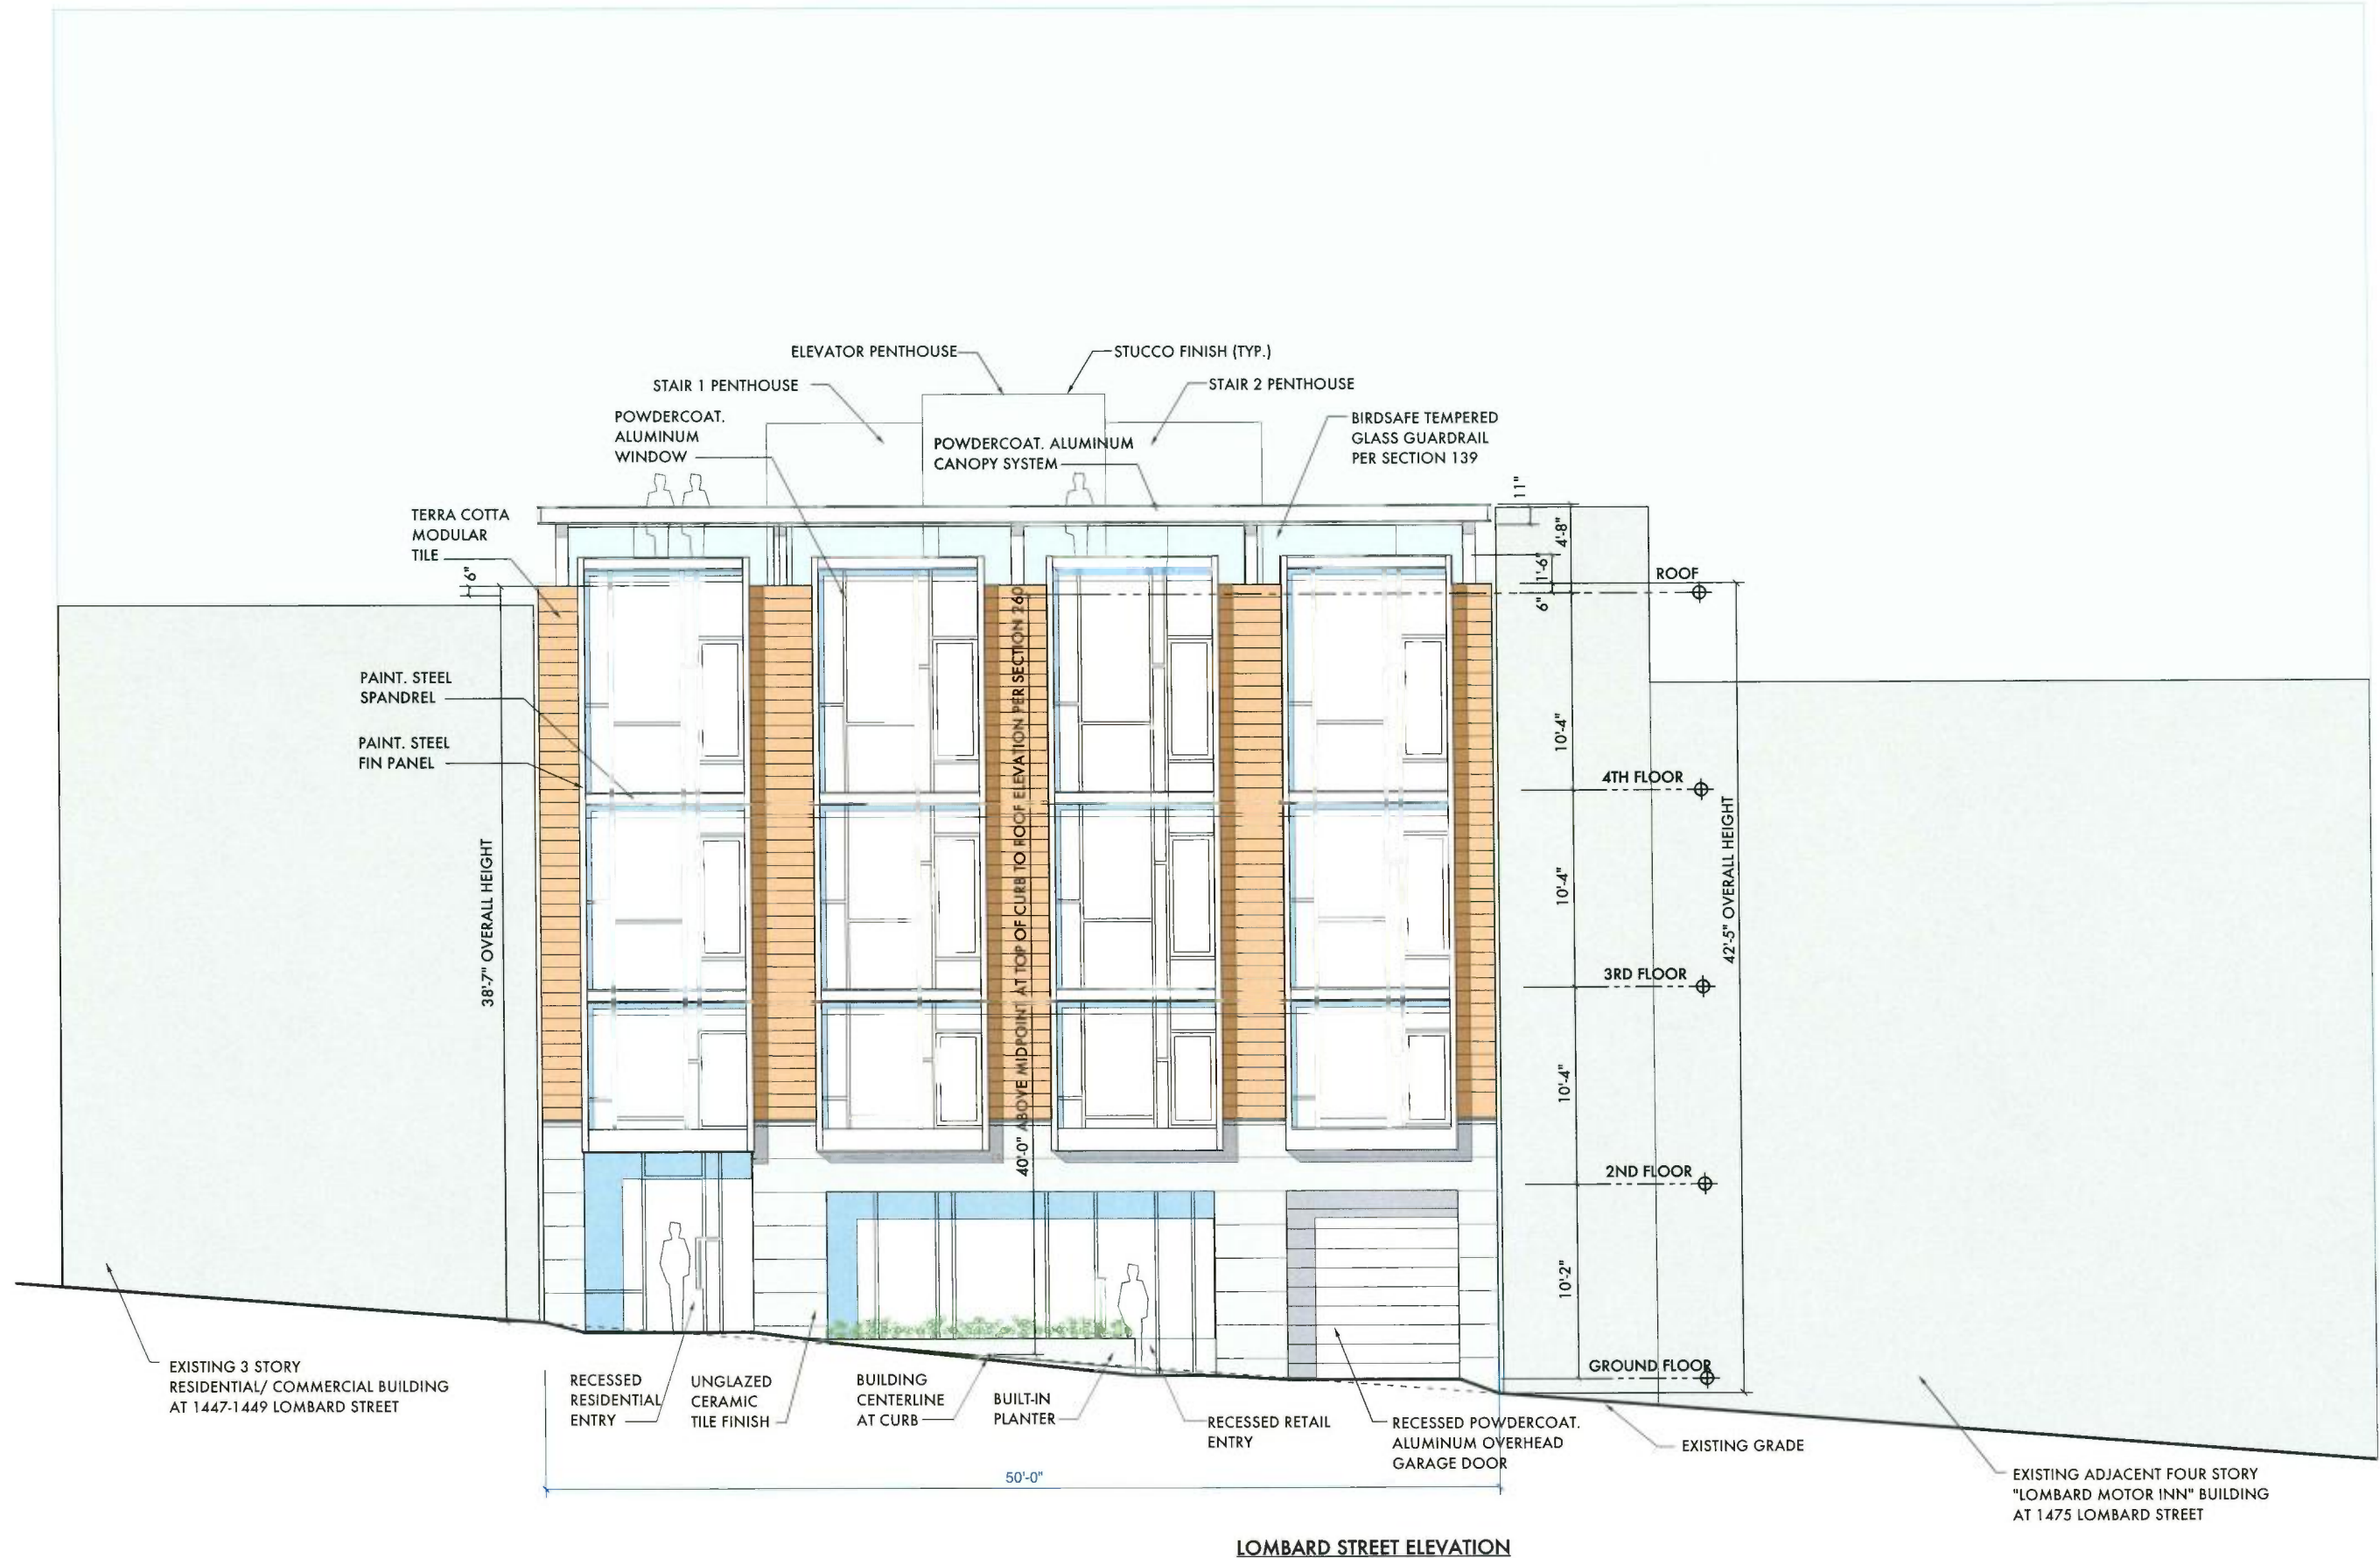 ELEVATOR PENTHOUSE
STUCCO FINISH (TYP.)
STAIR 1 PENTHOUSE
STAIR 2 PENTHOUSE
POWDERCOAT.
ALUMINUM
WINDOW
POWDERCOAT. ALUMINUM
CANOPY SYSTEM
BIRDSAFE TEMPERED
GLASS GUARDRAIL
PER SECTION 139
TERRA COTTA
MODULAR
TILE
6"
11"
4'-8"
1'-6"
6"
ROOF
PAINT. STEEL
SPANDREL
PAINT. STEEL
FIN PANEL
38'-7" OVERALL HEIGHT
40'-0" ABOVE MIDPOINT AT TOP OF CURB TO ROOF ELEVATION PER SECTION 260
10'-4"
4TH FLOOR
10'-4"
42'-5" OVERALL HEIGHT
3RD FLOOR
10'-4"
2ND FLOOR
10'-2"
GROUND FLOOR
EXISTING 3 STORY
RESIDENTIAL/ COMMERCIAL BUILDING
AT 1447-1449 LOMBARD STREET
RECESSED
RESIDENTIAL
ENTRY
UNGLAZED
CERAMIC
TILE FINISH
BUILDING
CENTERLINE
AT CURB
BUILT-IN
PLANTER
RECESSED RETAIL
ENTRY
RECESSED POWDERCOAT.
ALUMINUM OVERHEAD
GARAGE DOOR
EXISTING GRADE
EXISTING ADJACENT FOUR STORY
"LOMBARD MOTOR INN" BUILDING
AT 1475 LOMBARD STREET
50'-0"
LOMBARD STREET ELEVATION